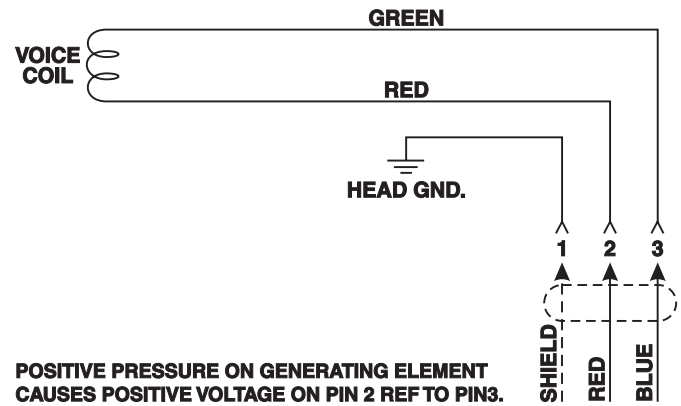 GREEN
VOICE
COIL
RED
HEAD GND.
1 2 3
SHIELD
RED
BLUE
POSITIVE PRESSURE ON GENERATING ELEMENT
CAUSES POSITIVE VOLTAGE ON PIN 2 REF TO PIN3.